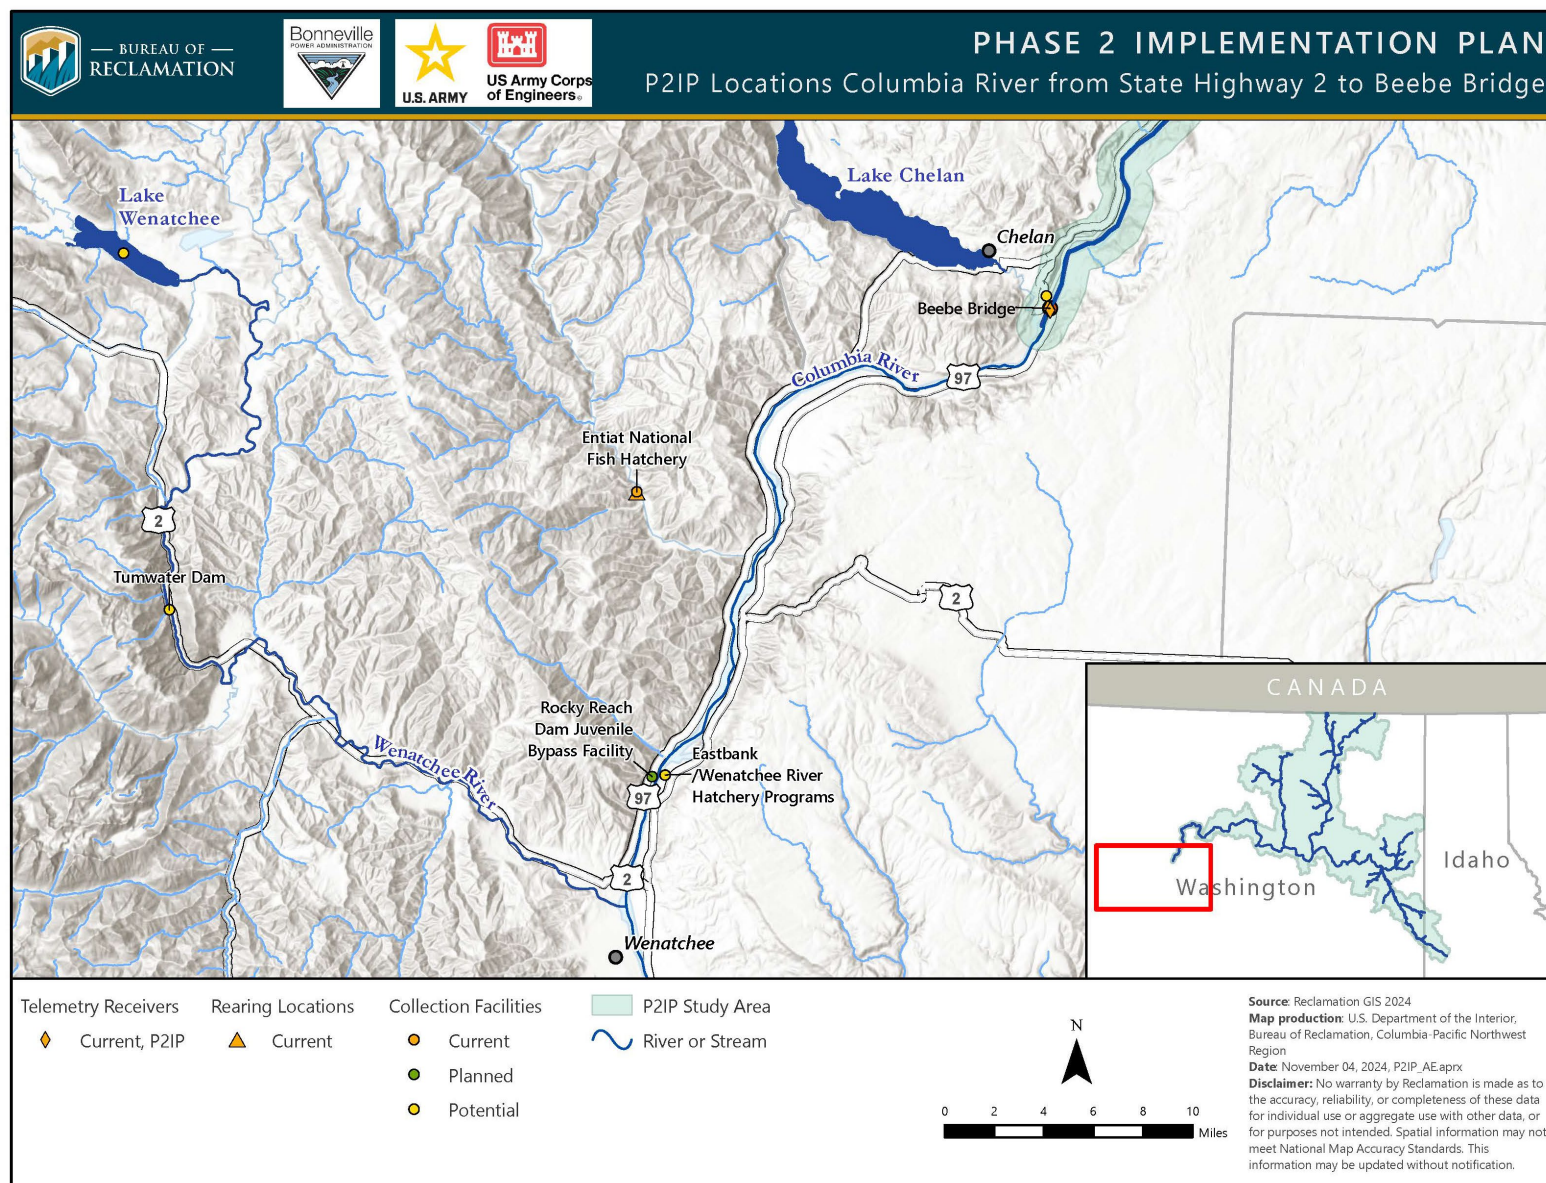 BUREAU OF
RECLAMATION
Bonneville
POWER ADMINISTRATION
U.S. ARMY
US Army Corps
of Engineers®
PHASE 2 IMPLEMENTATION PLAN
P2IP Locations Columbia River from State Highway 2 to Beebe Bridge
Lake
Wenatchee
Lake Chelan
Chelan
Beebe Bridge
Columbia River
97
Entiat National
Fish Hatchery
2
Tumwater Dam
2
Rocky Reach
Dam Juvenile
Bypass Facility
Eastbank
/Wenatchee River
Hatchery Programs
Wenatchee River
97
2
Wenatchee
CANADA
Idaho
Washington
Telemetry Receivers
Current, P2IP
Rearing Locations
Current
Collection Facilities
Current
Planned
Potential
P2IP Study Area
River or Stream
N
0 2 4 6 8 10
Miles
Source: Reclamation GIS 2024
Map production: U.S. Department of the Interior,
Bureau of Reclamation, Columbia-Pacific Northwest
Region
Date: November 04, 2024, P2IP_AE.aprx
Disclaimer: No warranty by Reclamation is made as to
the accuracy, reliability, or completeness of these data
for individual use or aggregate use with other data, or
for purposes not intended. Spatial information may not
meet National Map Accuracy Standards. This
information may be updated without notification.